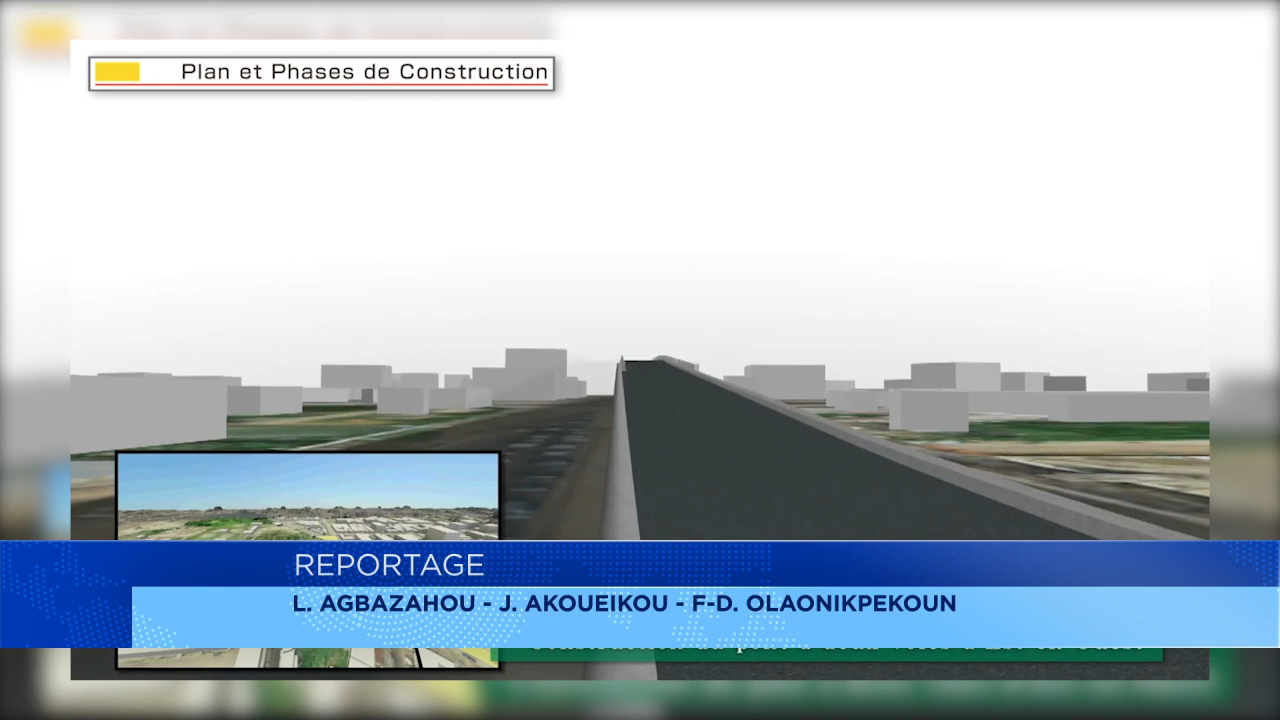 Plan et Phases de Construction
REPORTAGE
L. AGBAZAHOU - J. AKOUEIKOU - F-D. OLAONIKPEKOUN